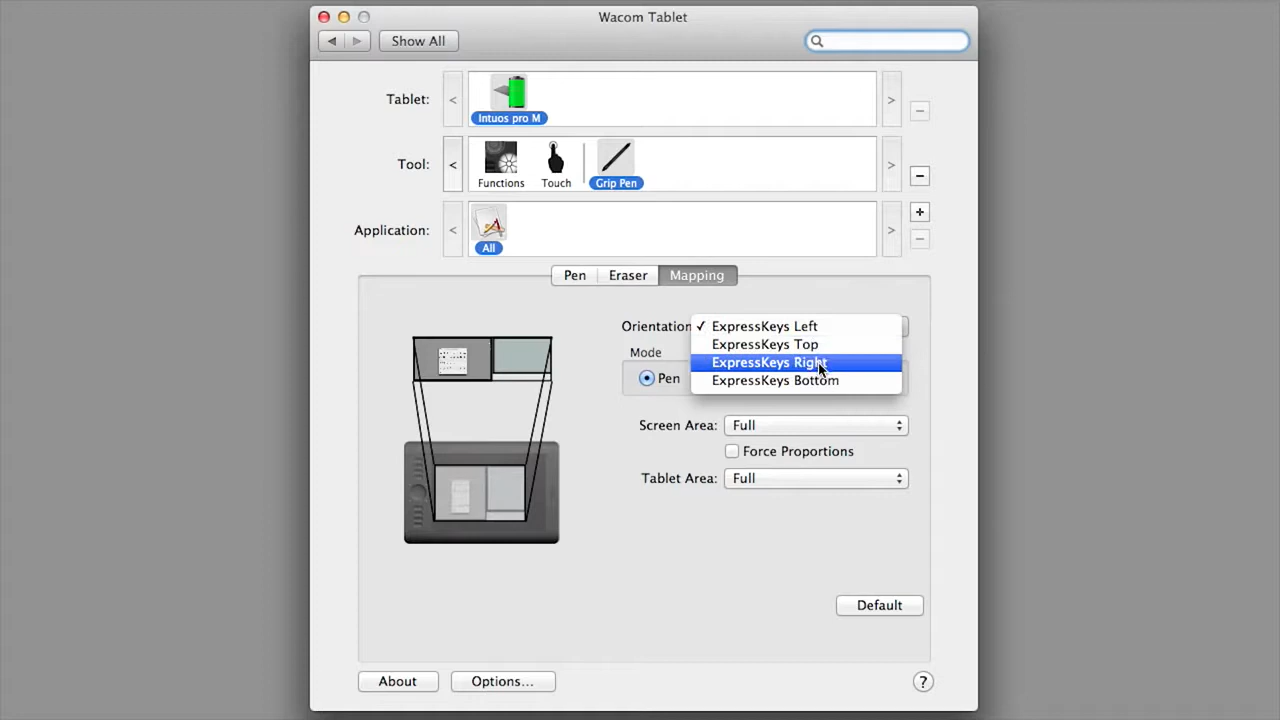 Wacom Tablet
Show All
Tablet: < Intuos pro M > −
Tool: < Functions Touch Grip Pen > −
Application: < All > + −
Pen Eraser Mapping
Orientation ✓ ExpressKeys Left
ExpressKeys Top
Mode
ExpressKeys Right
Pen
ExpressKeys Bottom
Screen Area: Full
Force Proportions
Tablet Area: Full
Default
About Options... ?